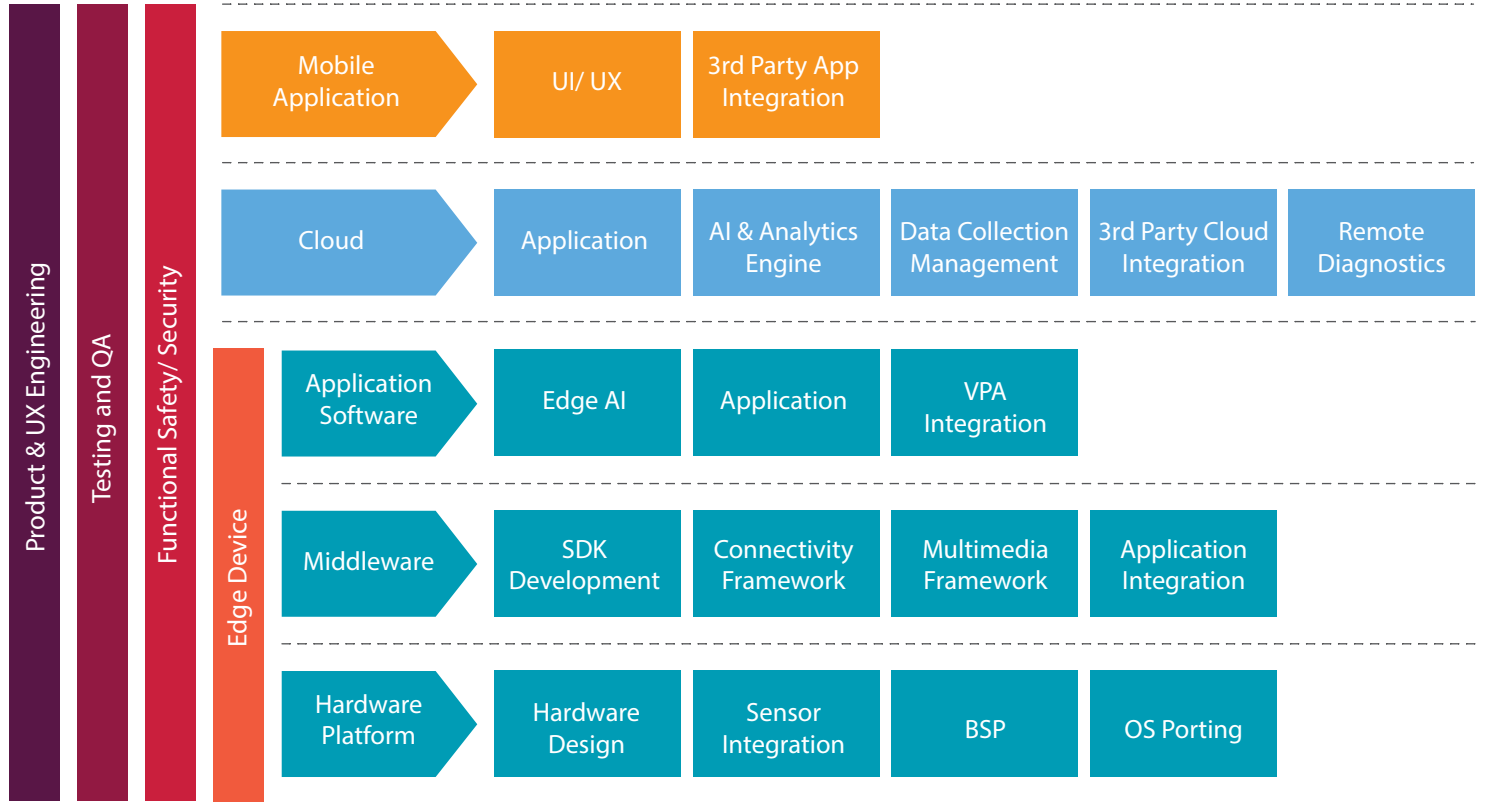 Product & UX Engineering
Testing and QA
Functional Safety/ Security
Mobile
Application
UI/ UX
3rd Party App
Integration
Cloud
Application
AI & Analytics
Engine
Data Collection
Management
3rd Party Cloud
Integration
Remote
Diagnostics
Edge Device
Application
Software
Edge AI
Application
VPA
Integration
Middleware
SDK
Development
Connectivity
Framework
Multimedia
Framework
Application
Integration
Hardware
Platform
Hardware
Design
Sensor
Integration
BSP
OS Porting